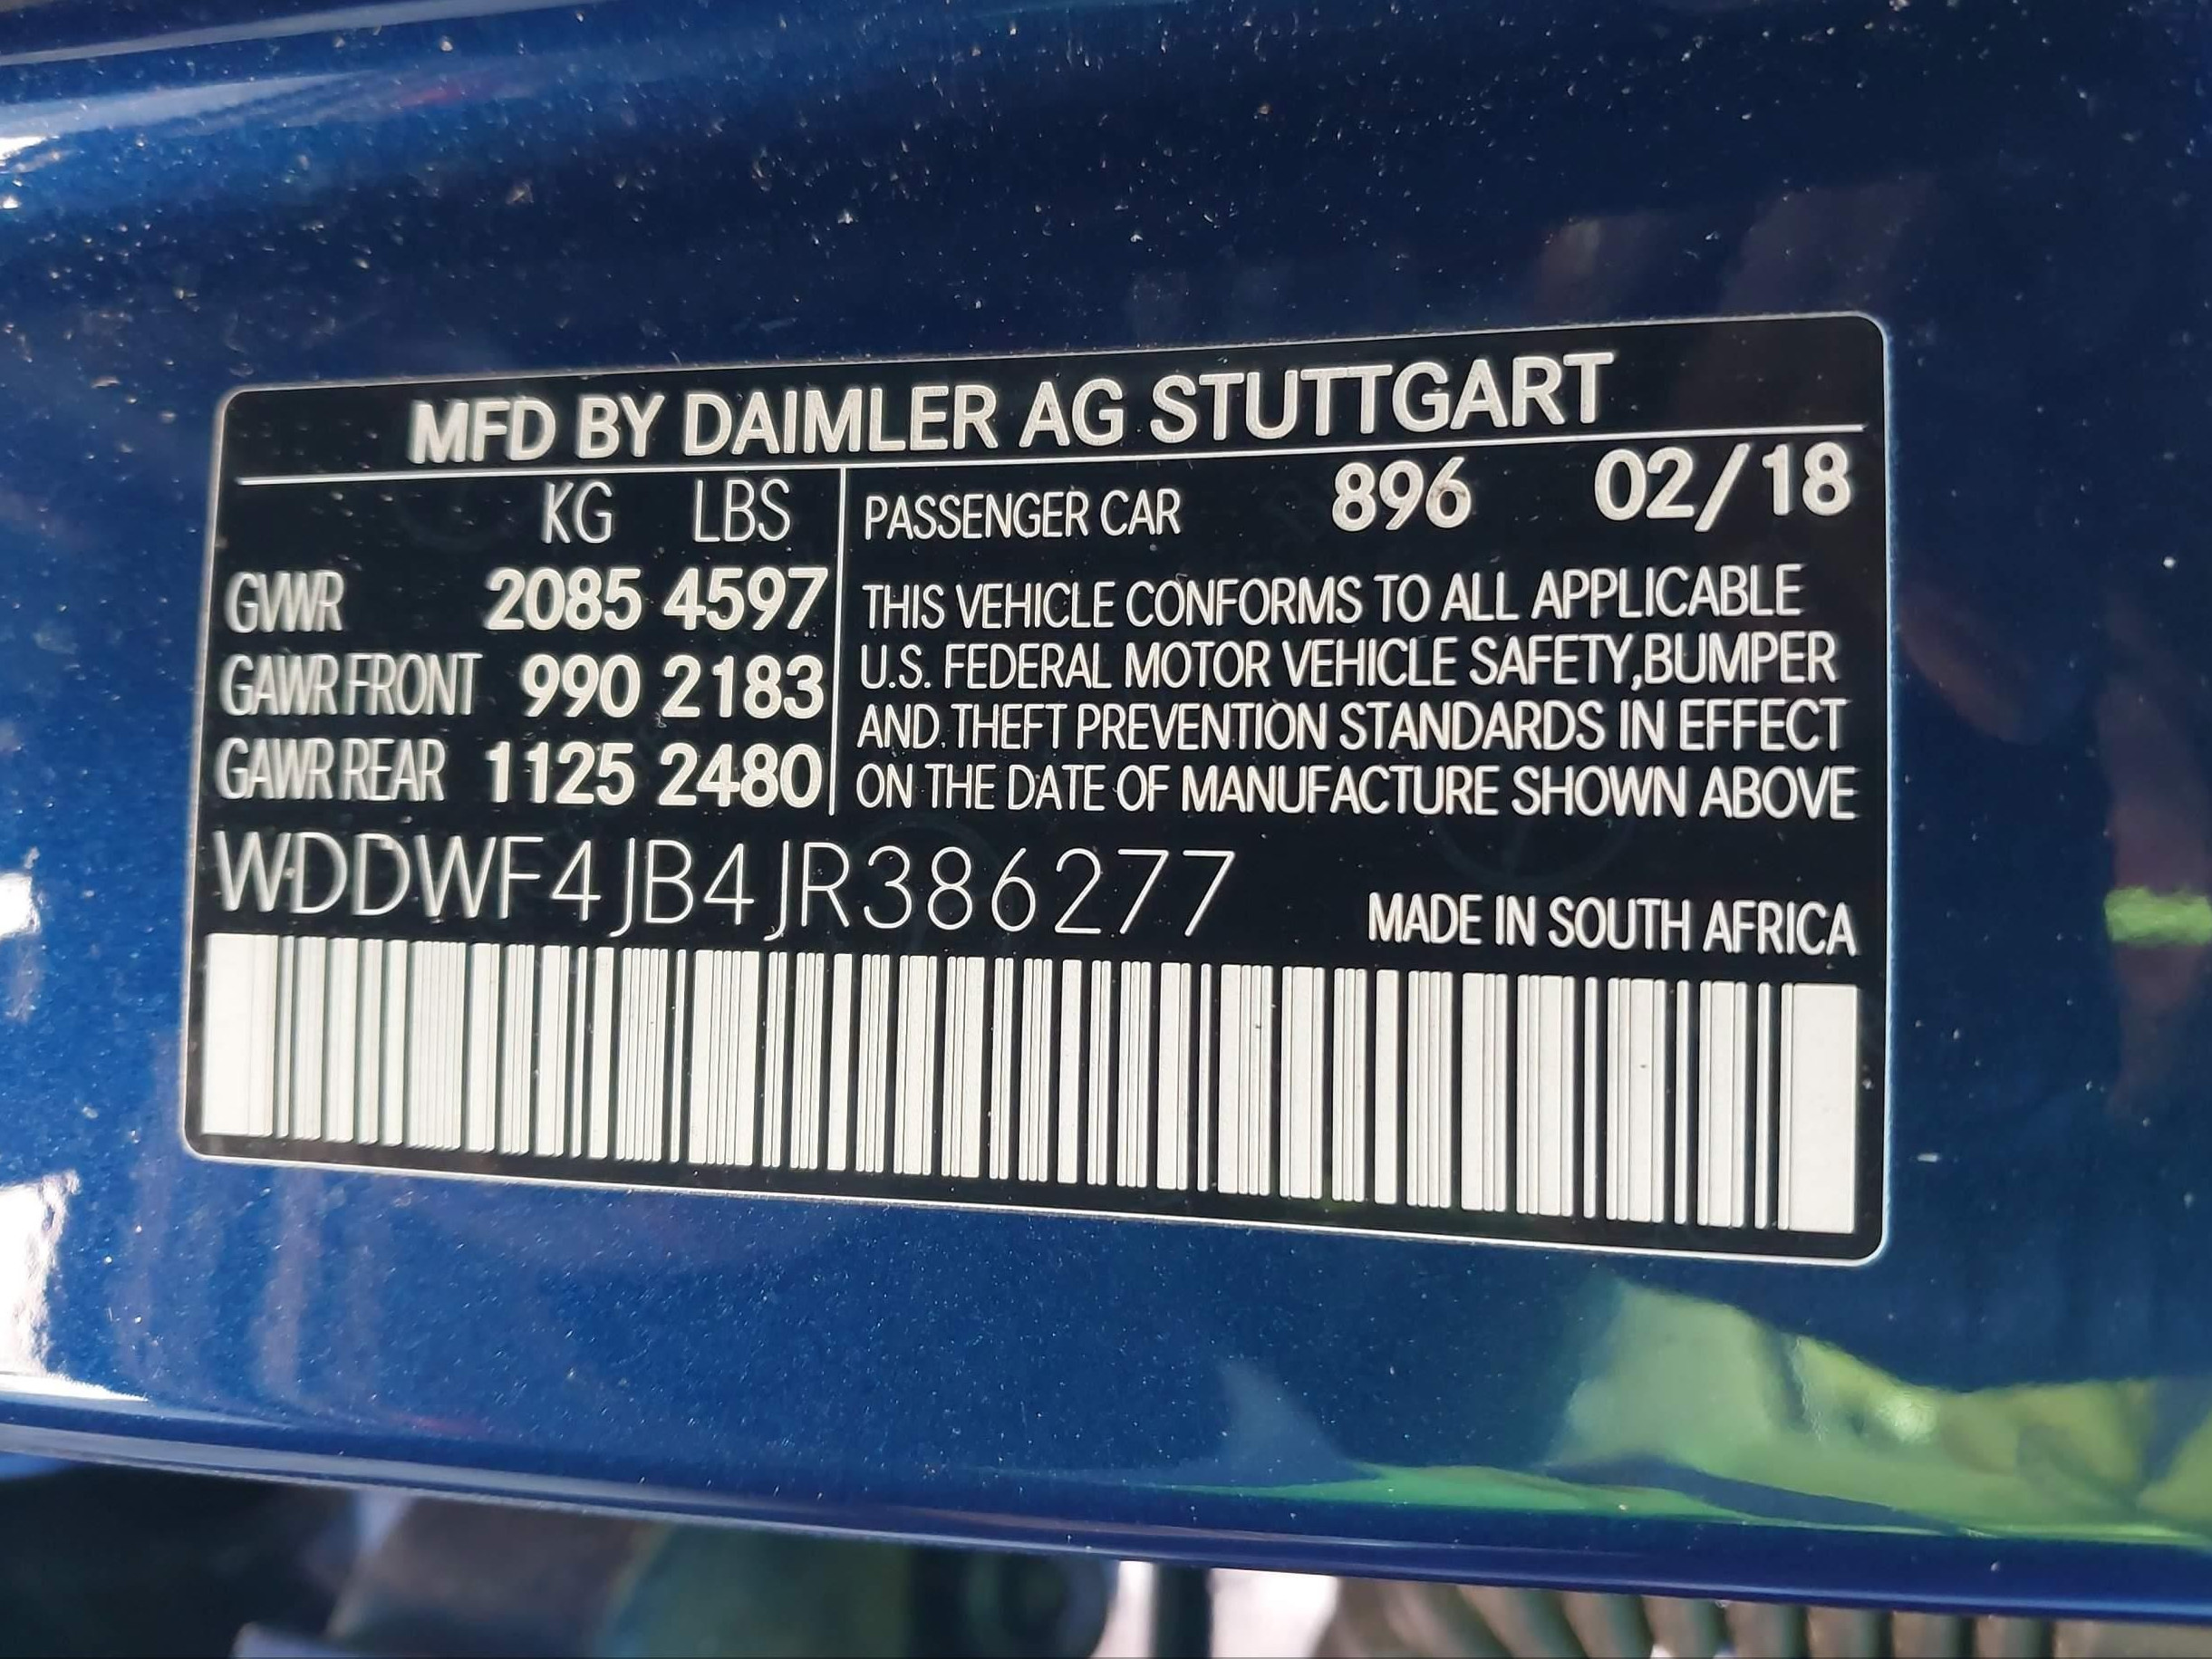 MFD BY DAIMLER AG STUTTGART
KG LBS
GVWR 2085 4597
GAWR FRONT 990 2183
GAWR REAR 1125 2480
PASSENGER CAR 896 02/18
THIS VEHICLE CONFORMS TO ALL APPLICABLE
U.S. FEDERAL MOTOR VEHICLE SAFETY,BUMPER
AND THEFT PREVENTION STANDARDS IN EFFECT
ON THE DATE OF MANUFACTURE SHOWN ABOVE
WDDWF4JB4JR386277
MADE IN SOUTH AFRICA